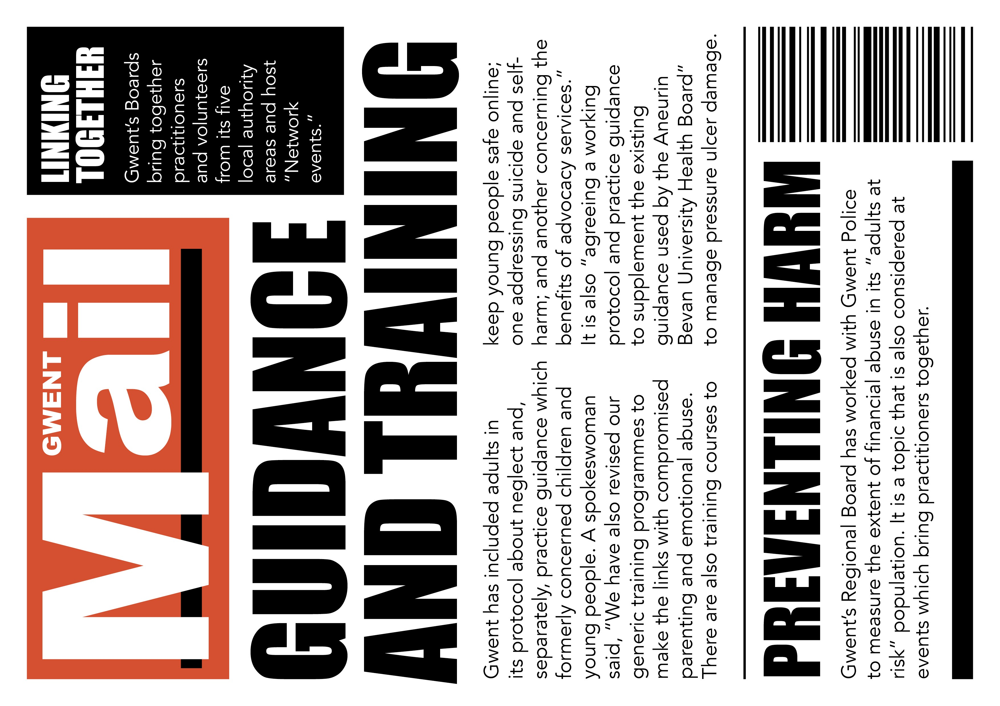 GWENT
Mail
LINKING
TOGETHER
Gwent’s Boards
bring together
practitioners
and volunteers
from its five
local authority
areas and host
“Network
events.”
GUIDANCE
AND TRAINING
Gwent has included adults in
its protocol about neglect and,
separately, practice guidance which
formerly concerned children and
young people. A spokeswoman
said, “We have also revised our
generic training programmes to
make the links with compromised
parenting and emotional abuse.
There are also training courses to
keep young people safe online;
one addressing suicide and self-
harm; and another concerning the
benefits of advocacy services.”
It is also “agreeing a working
protocol and practice guidance
to supplement the existing
guidance used by the Aneurin
Bevan University Health Board”
to manage pressure ulcer damage.
PREVENTING HARM
Gwent’s Regional Board has worked with Gwent Police
to measure the extent of financial abuse in its “adults at
risk” population. It is a topic that is also considered at
events which bring practitioners together.